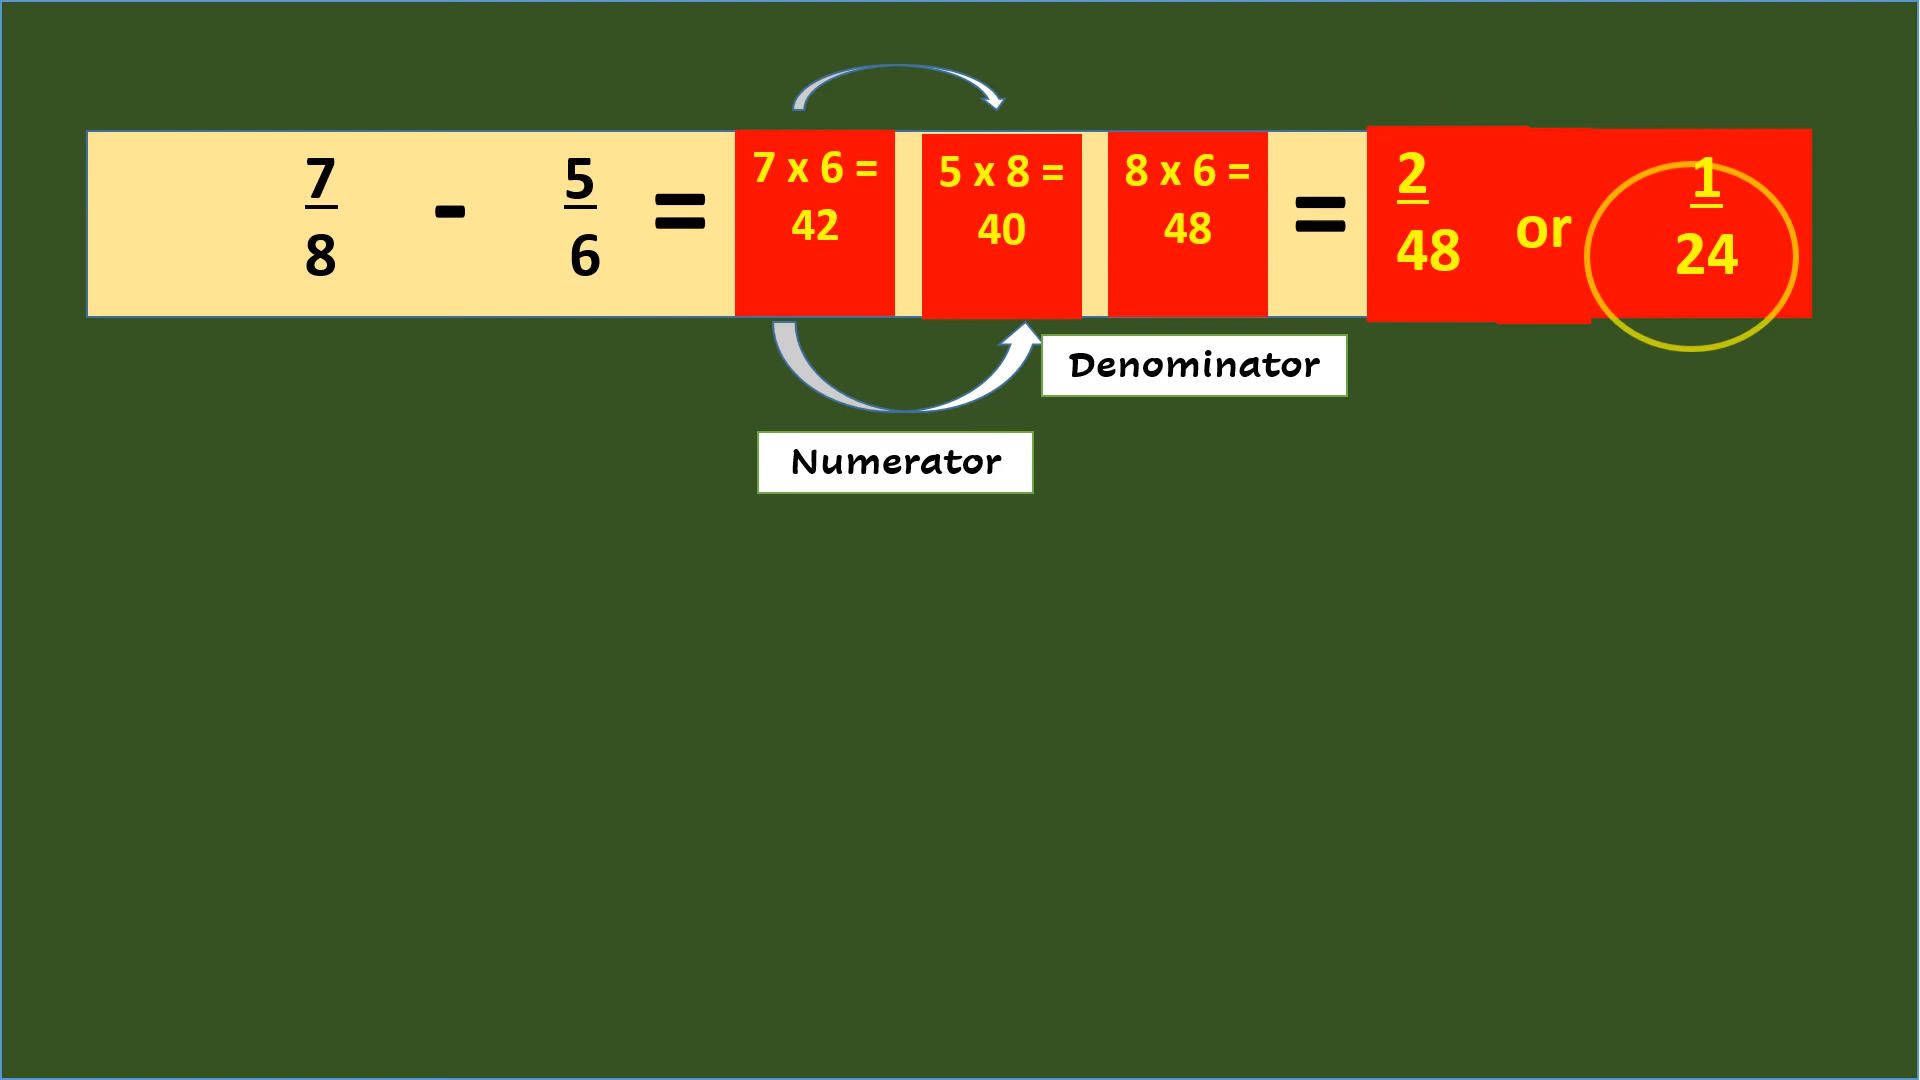 7 - 5 = 7 x 6 = 5 x 8 = 8 x 6 = = 2 or 1
8 6 42 40 48 48 24
Denominator
Numerator